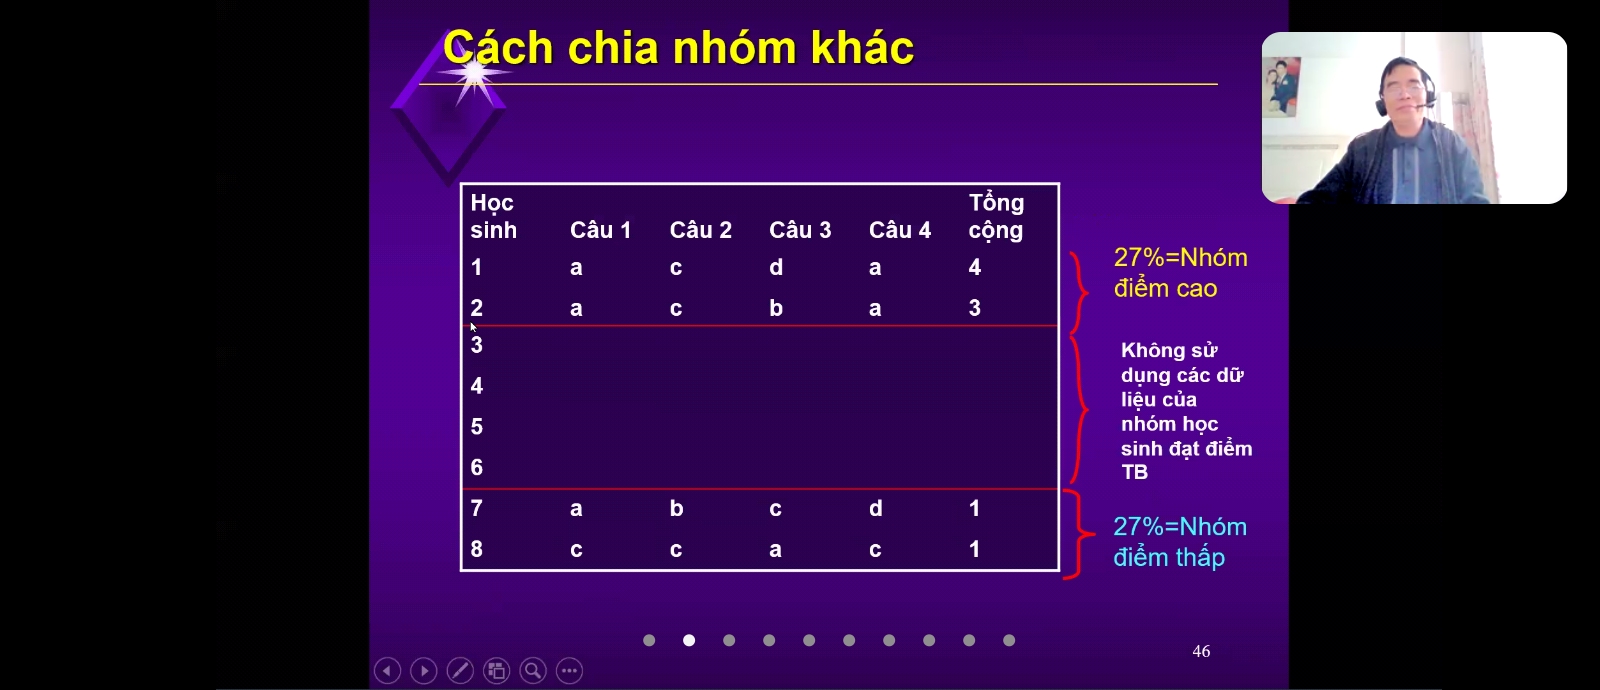 Cách chia nhóm khác
Học sinh Câu 1 Câu 2 Câu 3 Câu 4 Tổng cộng
1 a c d a 4
2 a c b a 3
3
4
5
6
7 a b c d 1
8 c c a c 1
27%=Nhóm
điểm cao
Không sử
dụng các dữ
liệu của
nhóm học
sinh đạt điểm
TB
27%=Nhóm
điểm thấp
46